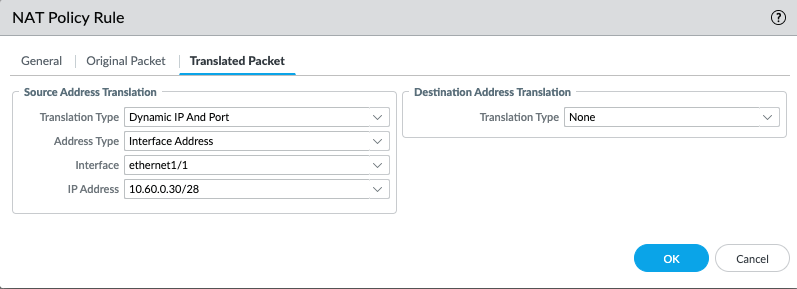 NAT Policy Rule ?
General Original Packet Translated Packet
Source Address Translation
Translation Type Dynamic IP And Port
Address Type Interface Address
Interface ethernet1/1
IP Address 10.60.0.30/28
Destination Address Translation
Translation Type None
OK Cancel